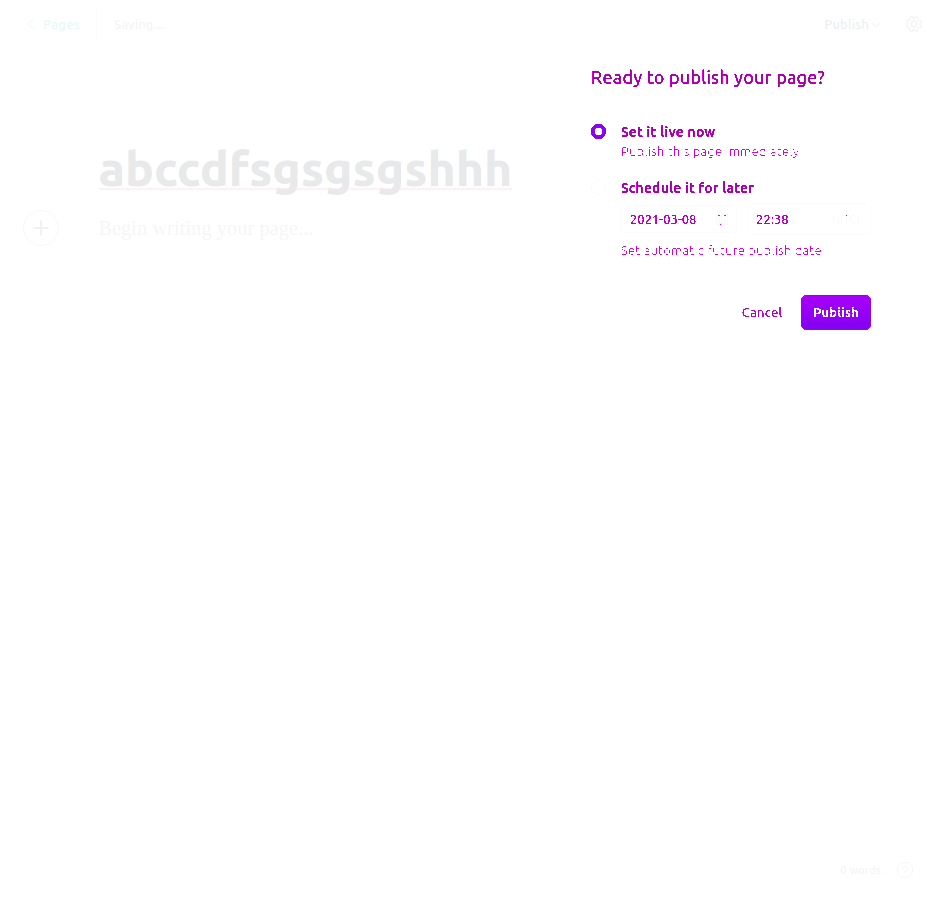 Pages Saving... Publish
Ready to publish your page?
Set it live now
Publish this page immediately
abccdfsgsgsgshhh
Schedule it for later
2021-03-08 22:38
Begin writing your page...
Set automatic future publish date
Cancel Publish
0 words